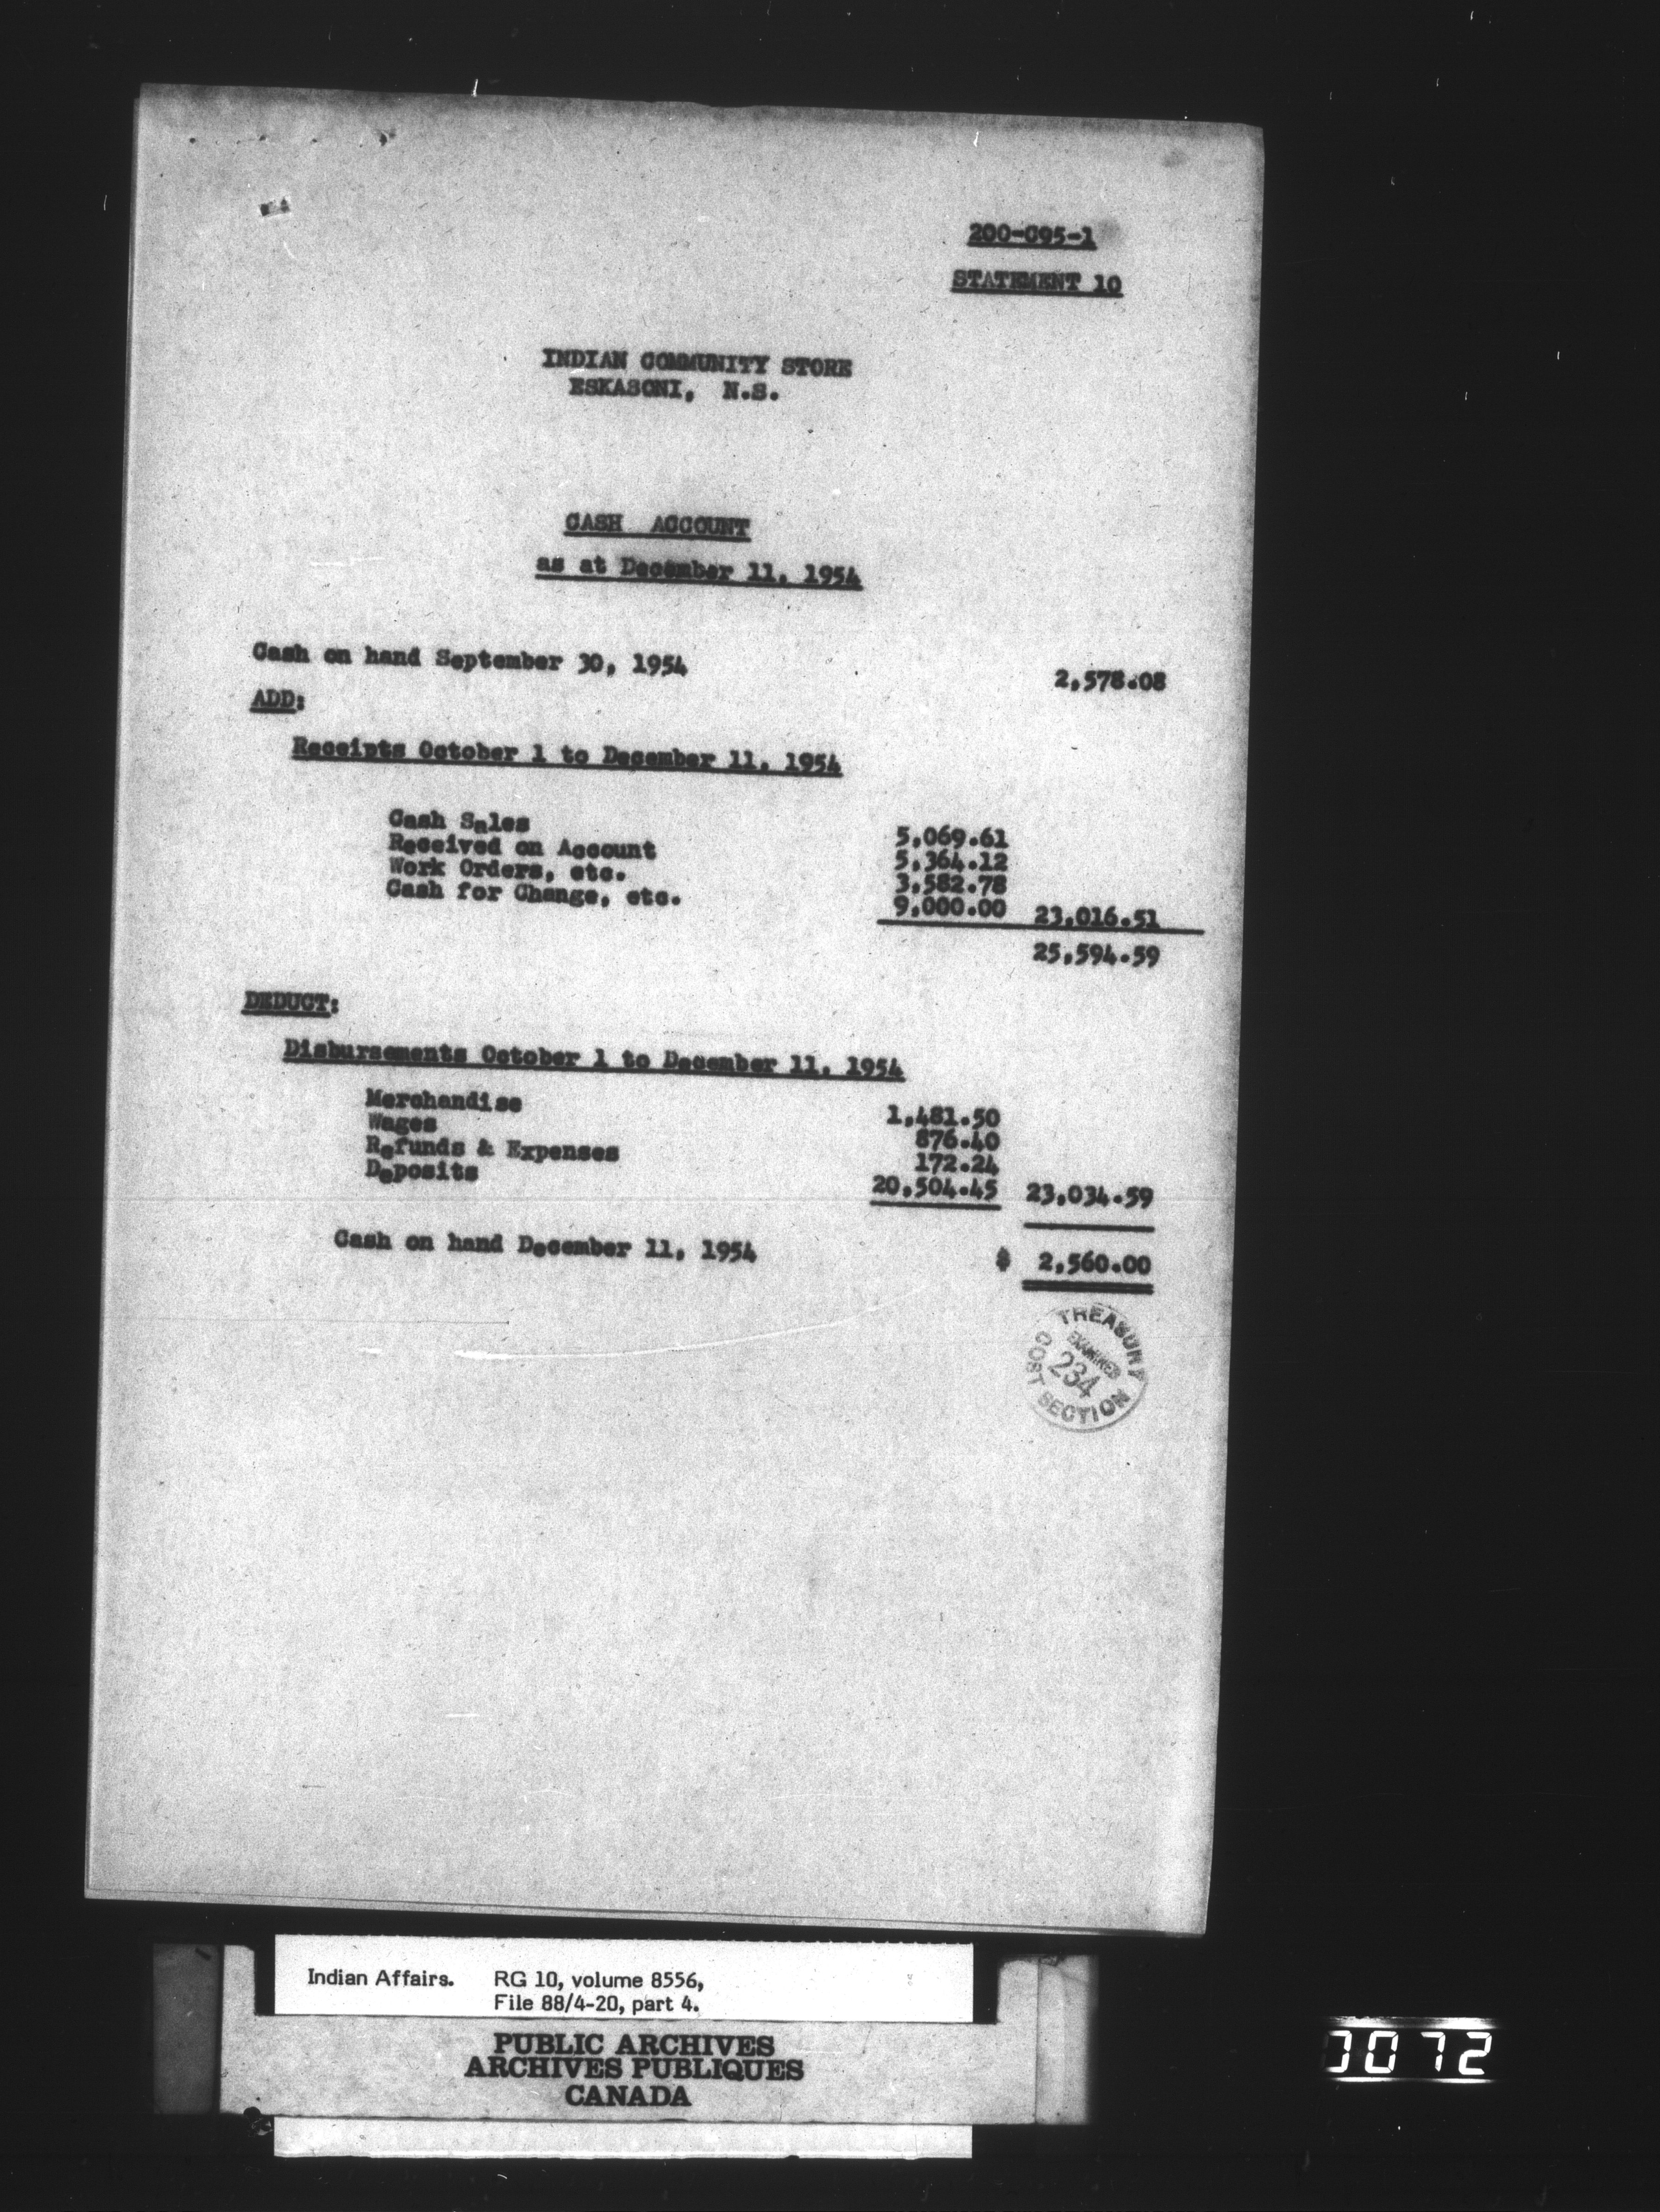 200-C95-1
STATEMENT 10
INDIAN COMMUNITY STORE
ESKASONI, N.S.
CASH ACCOUNT
as at December 11, 1954
Cash on hand September 30, 1954 2,578.08
ADD:
Receipts October 1 to December 11, 1954
Cash Sales 5,069.61
Received on Account 5,364.12
Work Orders, etc. 3,582.78
Cash for Change, etc. 9,000.00 23,016.51
25,594.59
DEDUCT:
Disbursements October 1 to December 11, 1954
Merchandise 1,481.50
Wages 876.40
Refunds & Expenses 172.24
Deposits 20,504.45 23,034.59
Cash on hand December 11, 1954 $ 2,560.00
TREASURY
EXAMINED
234
COST SECTION
Indian Affairs. RG 10, volume 8556,
File 88/4-20, part 4.
PUBLIC ARCHIVES
ARCHIVES PUBLIQUES
CANADA
0072